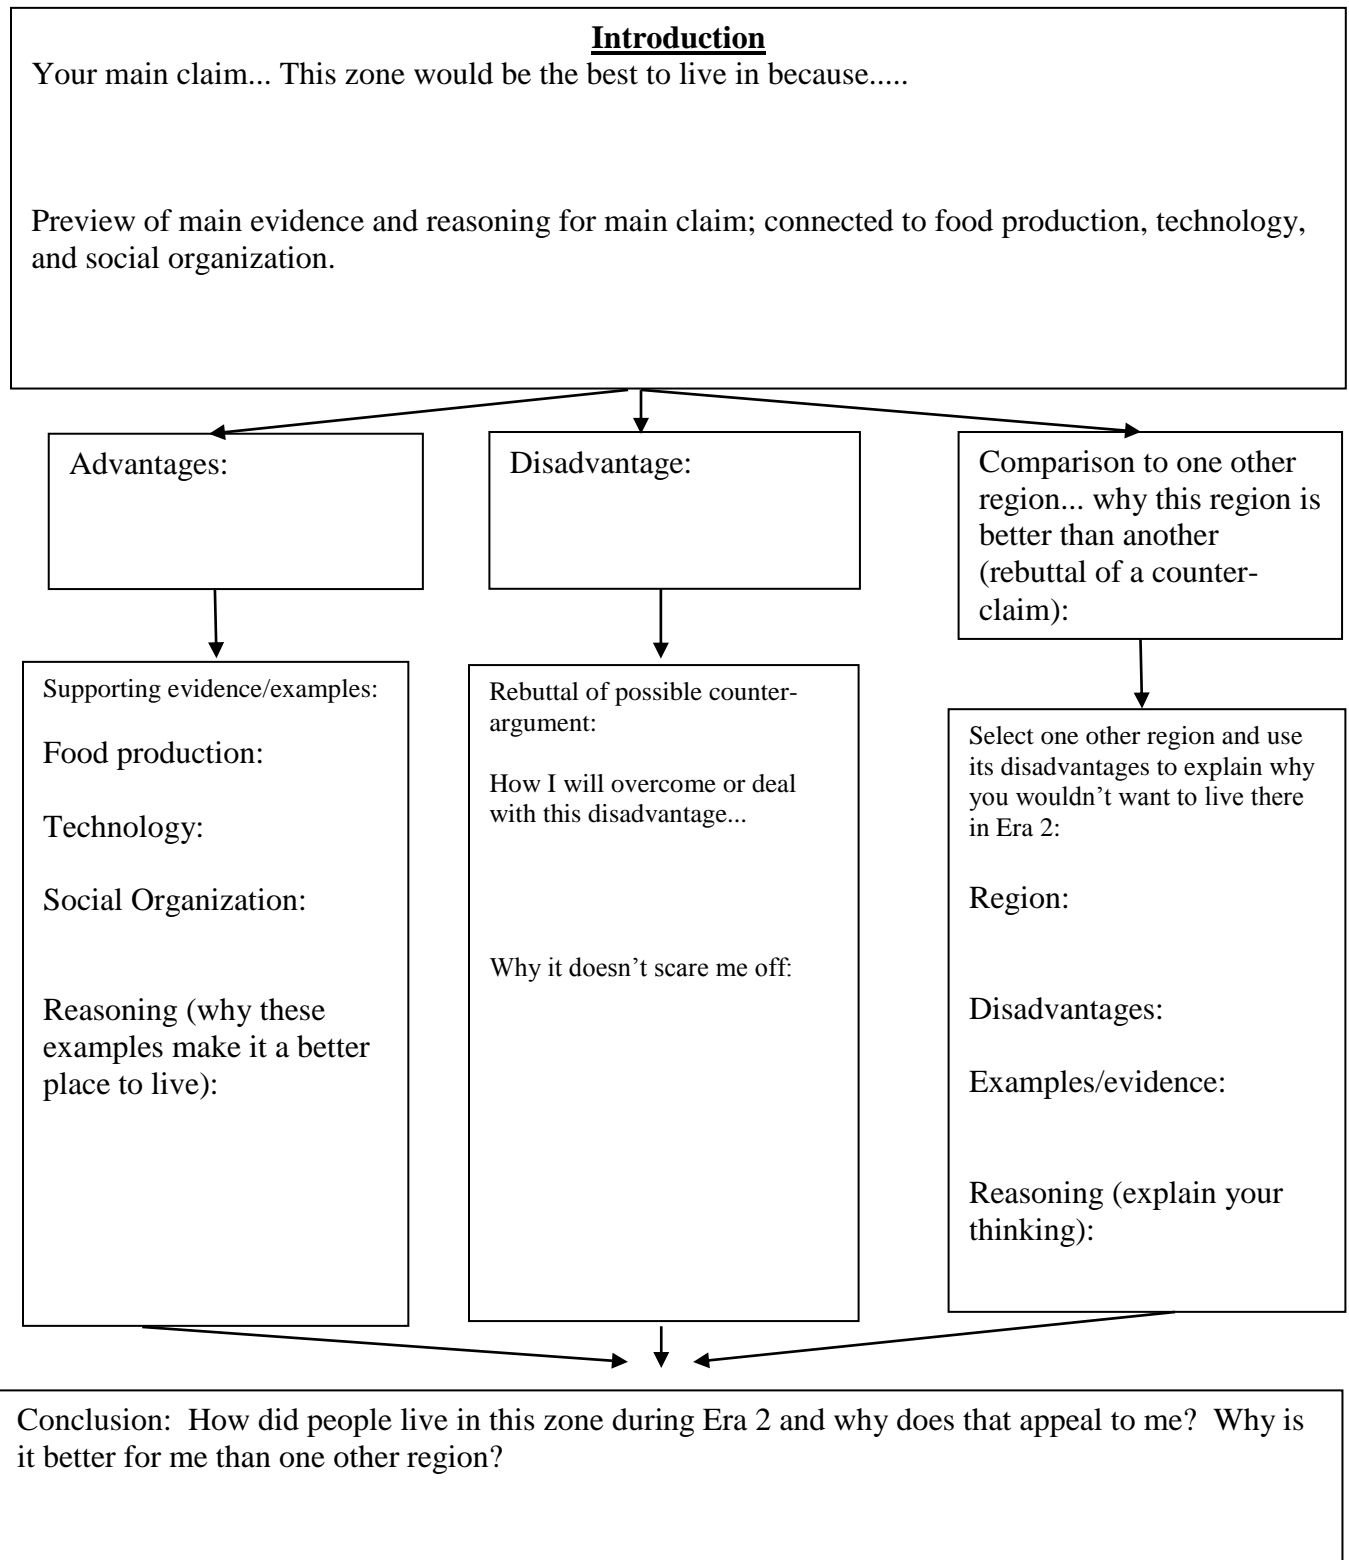 Introduction
Your main claim... This zone would be the best to live in because.....
Preview of main evidence and reasoning for main claim; connected to food production, technology,
and social organization.
Advantages:
Disadvantage:
Comparison to one other
region... why this region is
better than another
(rebuttal of a counter-
claim):
Supporting evidence/examples:
Food production:
Technology:
Social Organization:
Reasoning (why these
examples make it a better
place to live):
Rebuttal of possible counter-
argument:
How I will overcome or deal
with this disadvantage...
Why it doesn’t scare me off:
Select one other region and use
its disadvantages to explain why
you wouldn’t want to live there
in Era 2:
Region:
Disadvantages:
Examples/evidence:
Reasoning (explain your
thinking):
Conclusion:  How did people live in this zone during Era 2 and why does that appeal to me?  Why is
it better for me than one other region?